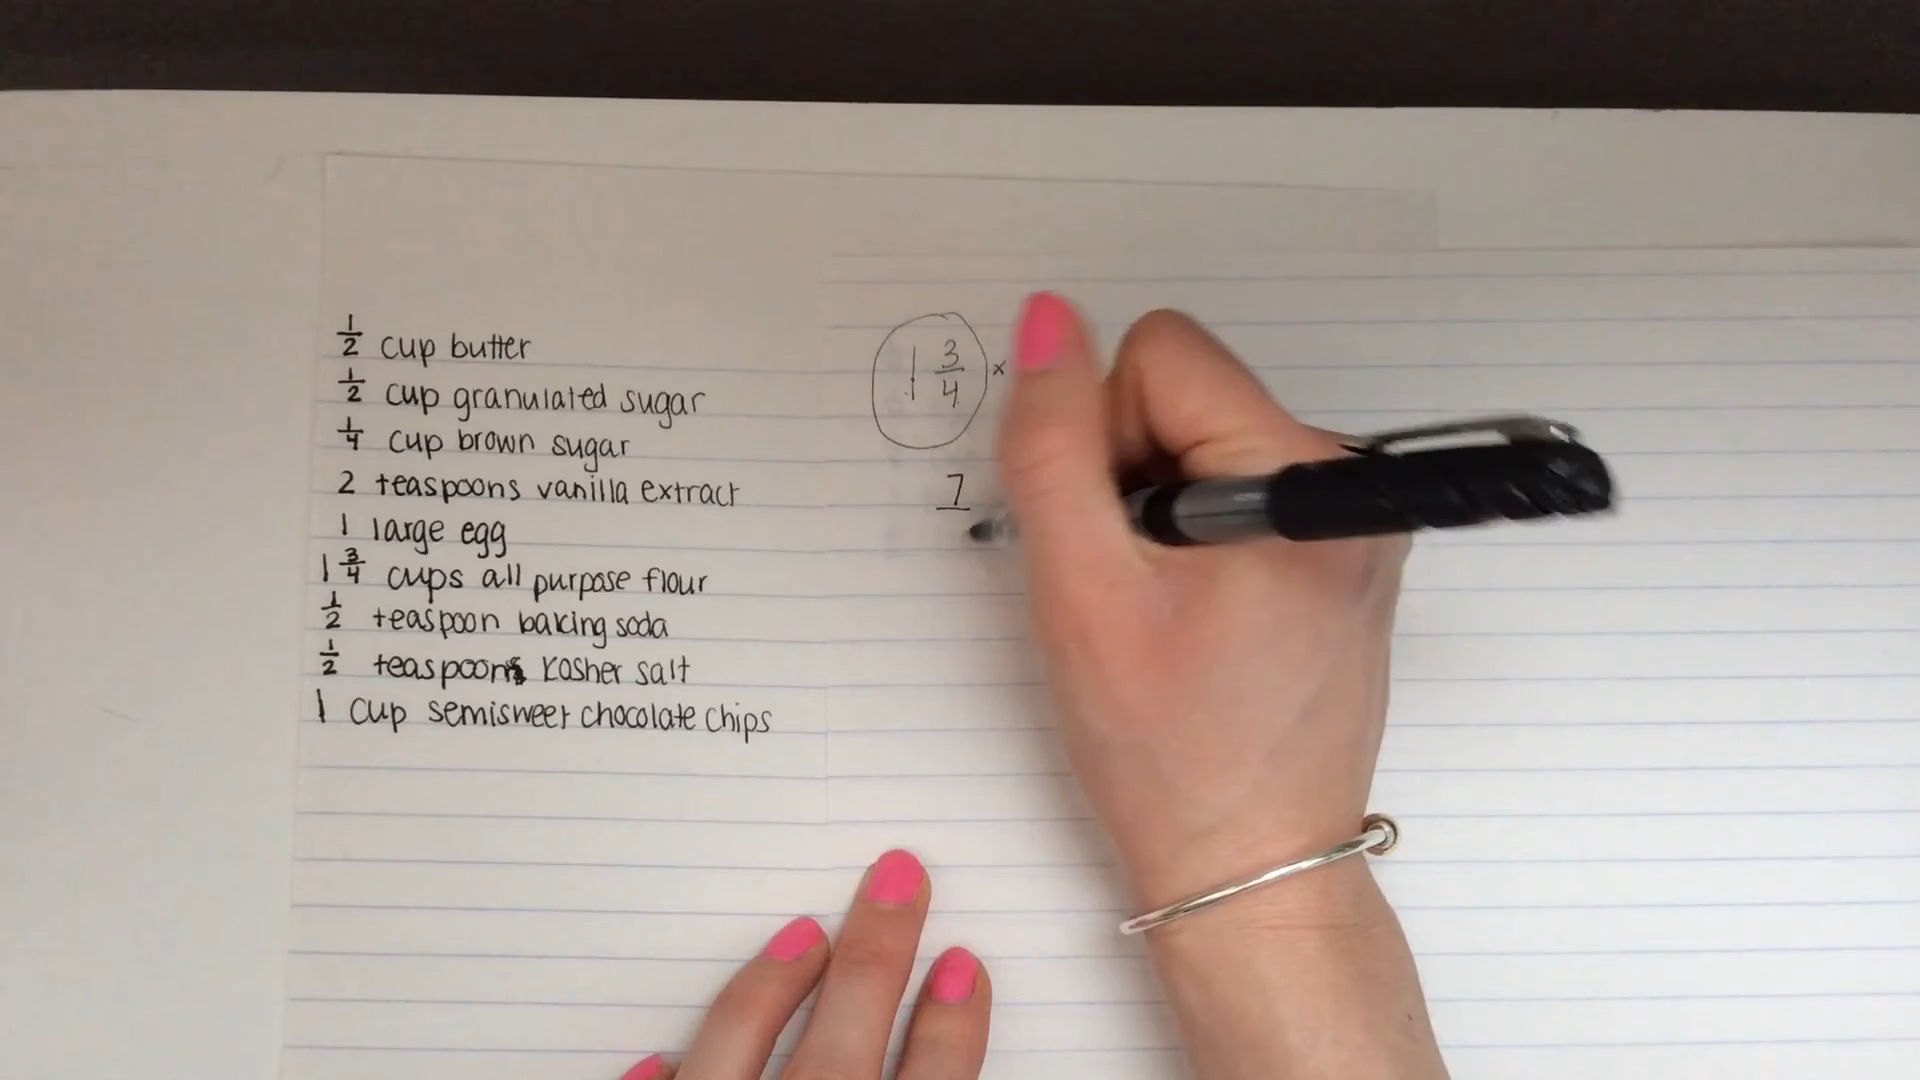 1/2 cup butter
1/2 cup granulated sugar
1/4 cup brown sugar
2 teaspoons vanilla extract
1 large egg
1 3/4 cups all purpose flour
1/2 teaspoon baking soda
1/2 teaspoon kosher salt
1 cup semisweet chocolate chips
1 3/4 ×
7